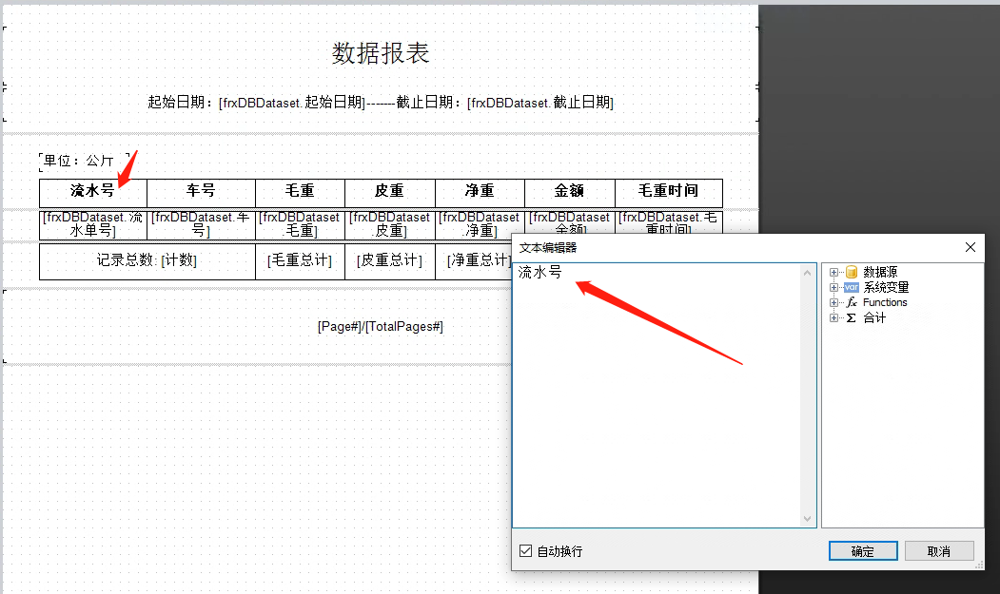 数据报表
起始日期：[frxDBDataset.起始日期]-------截止日期：[frxDBDataset.截止日期]
单位：公斤
流水号 车号 毛重 皮重 净重 金额 毛重时间
[frxDBDataset.流水单号] [frxDBDataset.车号] [frxDBDataset.毛重] [frxDBDataset.皮重] [frxDBDataset.净重] [frxDBDataset.金额] [frxDBDataset.毛重时间]
记录总数:[计数] [毛重总计] [皮重总计] [净重总计]
[Page#]/[TotalPages#]
文本编辑器
流水号
数据源
var 系统变量
fx Functions
Σ 合计
自动换行
确定 取消